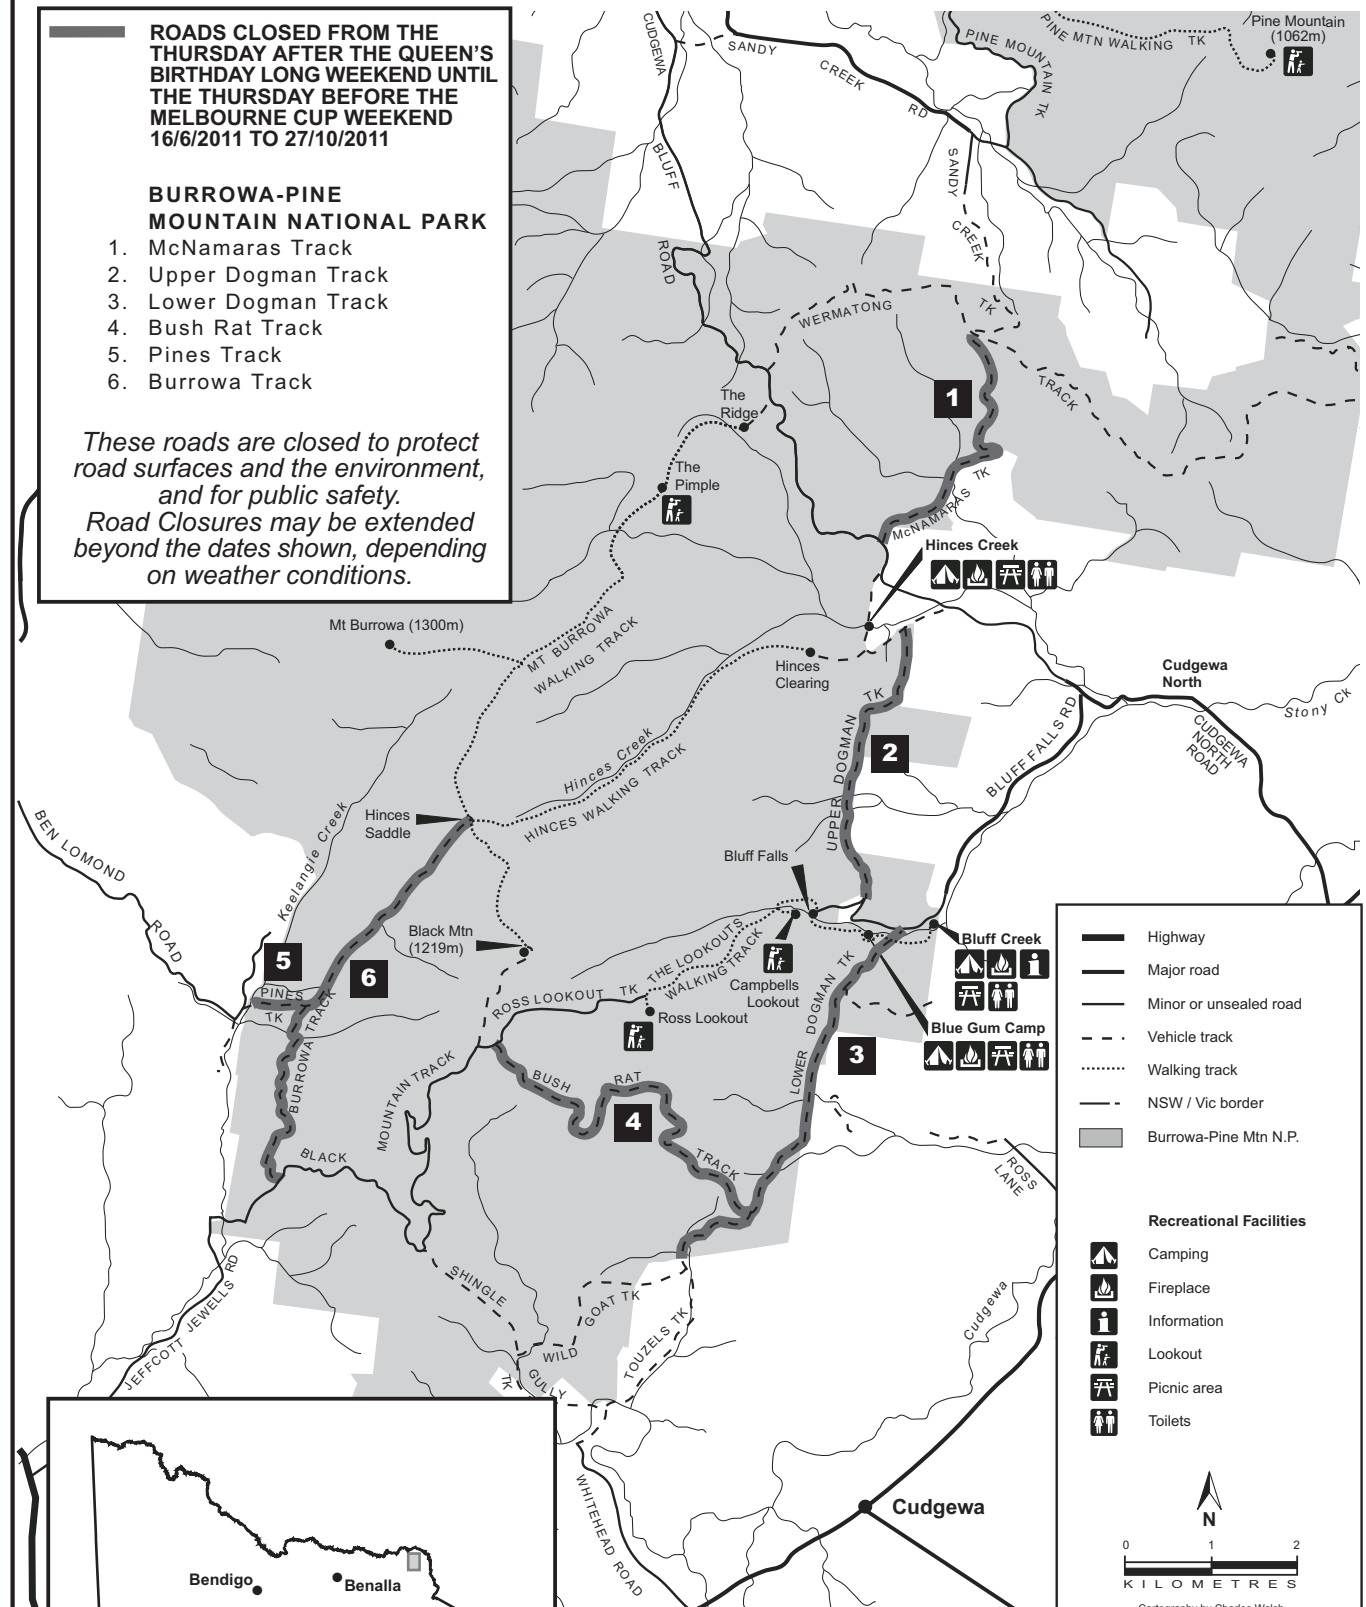 ROADS CLOSED FROM THE
THURSDAY AFTER THE QUEEN'S
BIRTHDAY LONG WEEKEND UNTIL
THE THURSDAY BEFORE THE
MELBOURNE CUP WEEKEND
16/6/2011 TO 27/10/2011
BURROWA-PINE
MOUNTAIN NATIONAL PARK
1. McNamaras Track
2. Upper Dogman Track
3. Lower Dogman Track
4. Bush Rat Track
5. Pines Track
6. Burrowa Track
These roads are closed to protect
road surfaces and the environment,
and for public safety.
Road Closures may be extended
beyond the dates shown, depending
on weather conditions.
CUDGEWA
BLUFF
ROAD
SANDY
CREEK
RD
PINE MOUNTAIN TK
PINE MTN WALKING TK
Pine Mountain
(1062m)
SANDY
CREEK
TK
WERMATONG
TRACK
1
The
Ridge
The
Pimple
McNAMARAS TK
Hinces Creek
Mt Burrowa (1300m)
MT BURROWA
WALKING TRACK
Hinces
Clearing
Cudgewa
North
Stony Ck
CUDGEWA
NORTH
ROAD
BLUFF FALLS RD
UPPER DOGMAN TK
2
Hinces Creek
HINCES WALKING TRACK
Hinces
Saddle
Keelangie Creek
BEN LOMOND
ROAD
Bluff Falls
Black Mtn
(1219m)
5
6
PINES
TK
BURROWA TRACK
THE LOOKOUTS
WALKING TRACK
Campbells
Lookout
ROSS LOOKOUT TK
Ross Lookout
Bluff Creek
Blue Gum Camp
LOWER DOGMAN TK
3
BUSH
RAT
TRACK
4
BLACK
MOUNTAIN TRACK
ROSS
LANE
SHINGLE
TK
WILD
GOAT TK
GULLY
TOUZELS TK
JEFFCOTT JEWELLS RD
WHITEHEAD ROAD
Cudgewa
Cudgewa
Highway
Major road
Minor or unsealed road
Vehicle track
Walking track
NSW / Vic border
Burrowa-Pine Mtn N.P.
Recreational Facilities
Camping
Fireplace
Information
Lookout
Picnic area
Toilets
N
0 1 2
KILOMETRES
Bendigo
Benalla